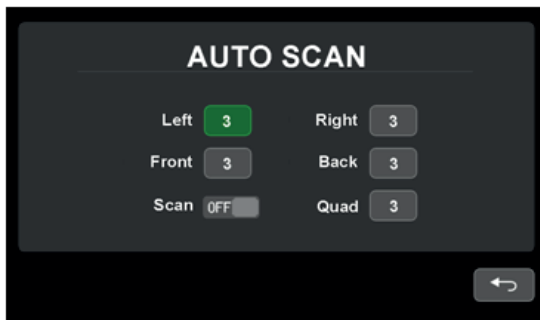 AUTO SCAN
Left 3 Right 3
Front 3 Back 3
Scan OFF Quad 3